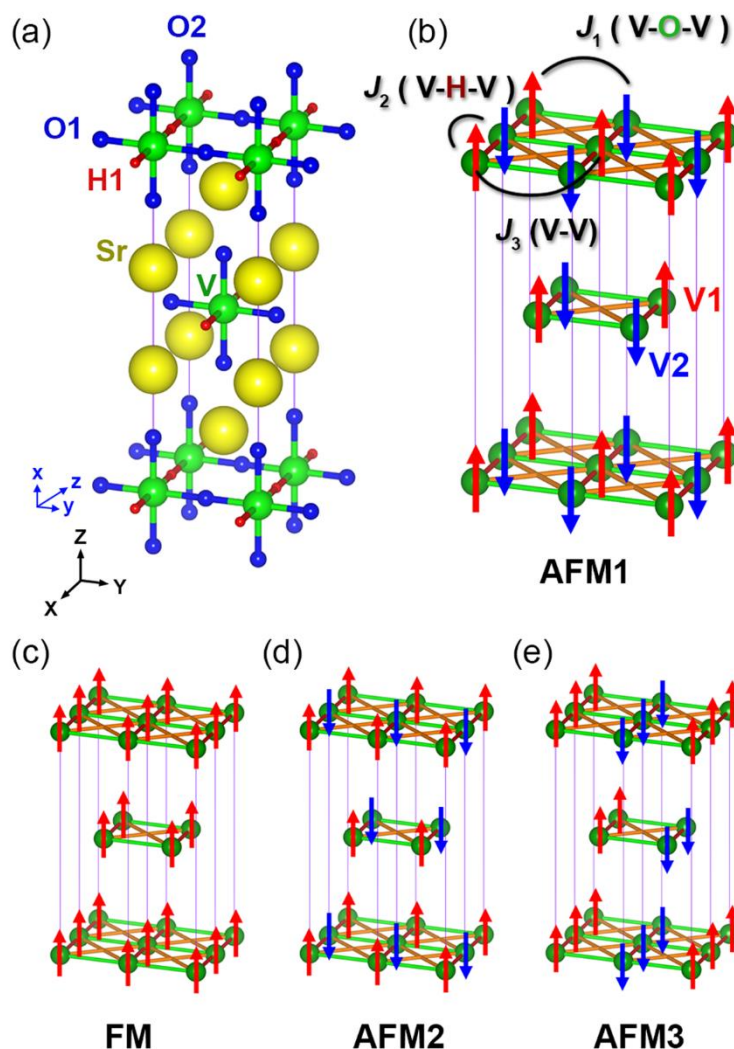 (a)
O2
O1
H1
Sr
V
x
z
y
Z
X
Y
(b)
J1 ( V-O-V)
J2 ( V-H-V)
J3 (V-V)
V1
V2
AFM1
(c)
FM
(d)
AFM2
(e)
AFM3